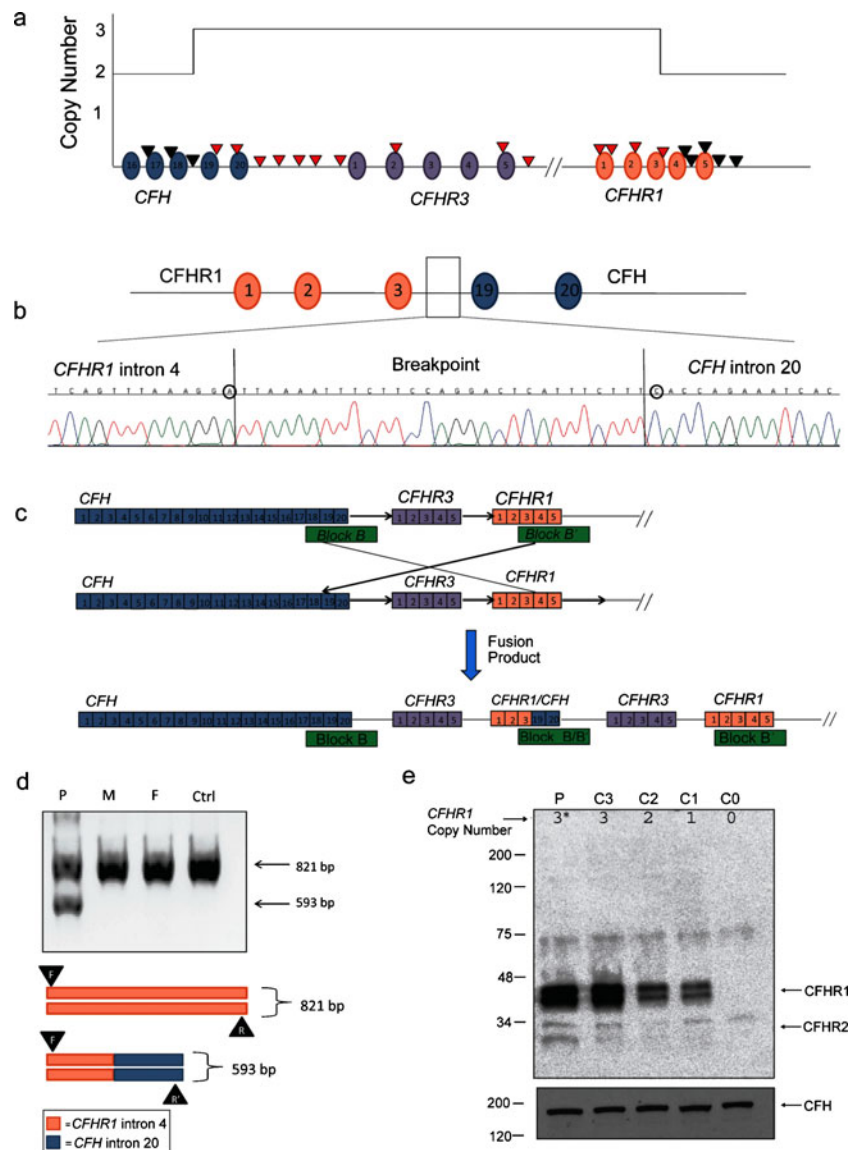 a
3
2
1
Copy Number
16 17 18 19 20 1 2 3 4 5 // 1 2 3 4 5
CFH CFHR3 CFHR1
CFHR1 1 2 3 19 20 CFH
b
CFHR1 intron 4 Breakpoint CFH intron 20
T C A G T T T A A A G G A T T A A A A T T T C T T C C A G G A C T C A T T T C T T T C A C C A G A A A T C A C
c
CFH CFHR3 CFHR1
1 2 3 4 5 6 7 8 9 10 11 12 13 14 15 16 17 18 19 20 1 2 3 4 5 1 2 3 4 5 //
Block B Block B'
CFH CFHR3 CFHR1
1 2 3 4 5 6 7 8 9 10 11 12 13 14 15 16 17 18 19 20 1 2 3 4 5 1 2 3 4 5 //
Fusion
Product
CFH CFHR3 CFHR1/CFH CFHR3 CFHR1
1 2 3 4 5 6 7 8 9 10 11 12 13 14 15 16 17 18 19 20 1 2 3 4 5 1 2 3 19 20 1 2 3 4 5 1 2 3 4 5 //
Block B Block B/B' Block B'
d
P M F Ctrl
821 bp
593 bp
F
821 bp
R
F
593 bp
R'
= CFHR1 intron 4
= CFH intron 20
e
P C3 C2 C1 C0
CFHR1 3* 3 2 1 0
Copy Number
200
120
75
48
34
CFHR1
CFHR2
200
120
CFH